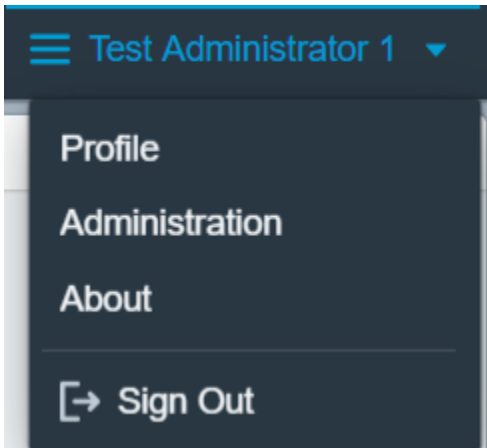 Test Administrator 1
Profile
Administration
About
Sign Out